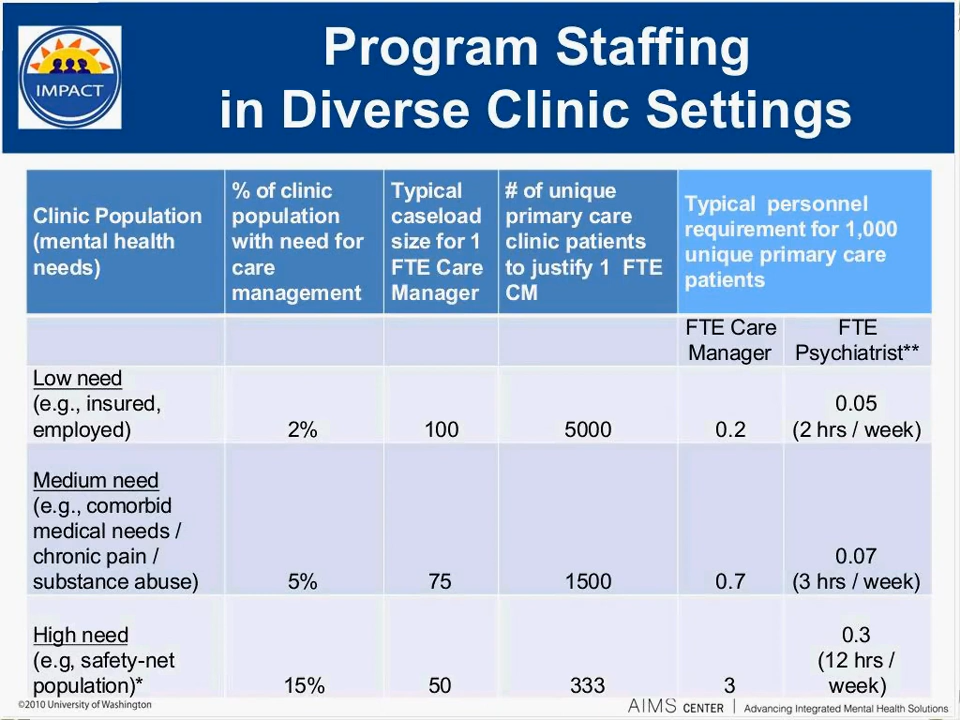 Program Staffing
in Diverse Clinic Settings
IMPACT
Clinic Population
(mental health
needs)
% of clinic
population
with need for
care
management
Typical
caseload
size for 1
FTE Care
Manager
# of unique
primary care
clinic patients
to justify 1 FTE
CM
Typical personnel
requirement for 1,000
unique primary care
patients
FTE Care
Manager
FTE
Psychiatrist**
Low need
(e.g., insured,
employed)
2%
100
5000
0.2
0.05
(2 hrs / week)
Medium need
(e.g., comorbid
medical needs /
chronic pain /
substance abuse)
5%
75
1500
0.7
0.07
(3 hrs / week)
High need
(e.g, safety-net
population)*
15%
50
333
3
0.3
(12 hrs /
week)
©2010 University of Washington
AIMS CENTER | Advancing Integrated Mental Health Solutions